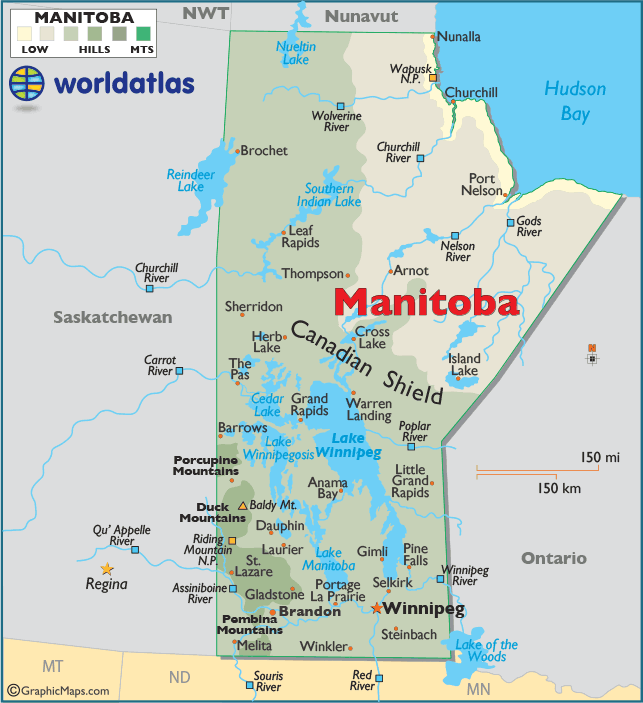 NWT
Nunavut
MANITOBA
LOW
HILLS
MTS
worldatlas
Nueltin
Lake
Nunalla
Wapusk
N.P.
Churchill
Hudson
Bay
Wolverine
River
Brochet
Churchill
River
Reindeer
Lake
Southern
Indian Lake
Port
Nelson
Leaf
Rapids
Gods
River
Nelson
River
Churchill
River
Thompson
Arnot
Manitoba
Saskatchewan
Sherridon
Canadian Shield
Herb
Lake
Cross
Lake
Island
Lake
Carrot
River
The
Pas
Cedar
Lake
Grand
Rapids
Warren
Landing
Barrows
Lake
Winnipegosis
Lake
Winnipeg
Poplar
River
Porcupine
Mountains
150 mi
150 km
Little
Grand
Rapids
Anama
Bay
Duck
Mountains
Baldy Mt.
Dauphin
Qu' Appelle
River
Riding
Mountain
N.P.
Laurier
Lake
Manitoba
Gimli
Pine
Falls
Ontario
Regina
St.
Lazare
Assiniboine
River
Gladstone
Portage
La Prairie
Selkirk
Winnipeg
River
Brandon
Winnipeg
Pembina
Mountains
Melita
Winkler
Steinbach
Lake of the
Woods
MT
ND
Souris
River
Red
River
MN
©GraphicMaps.com
N